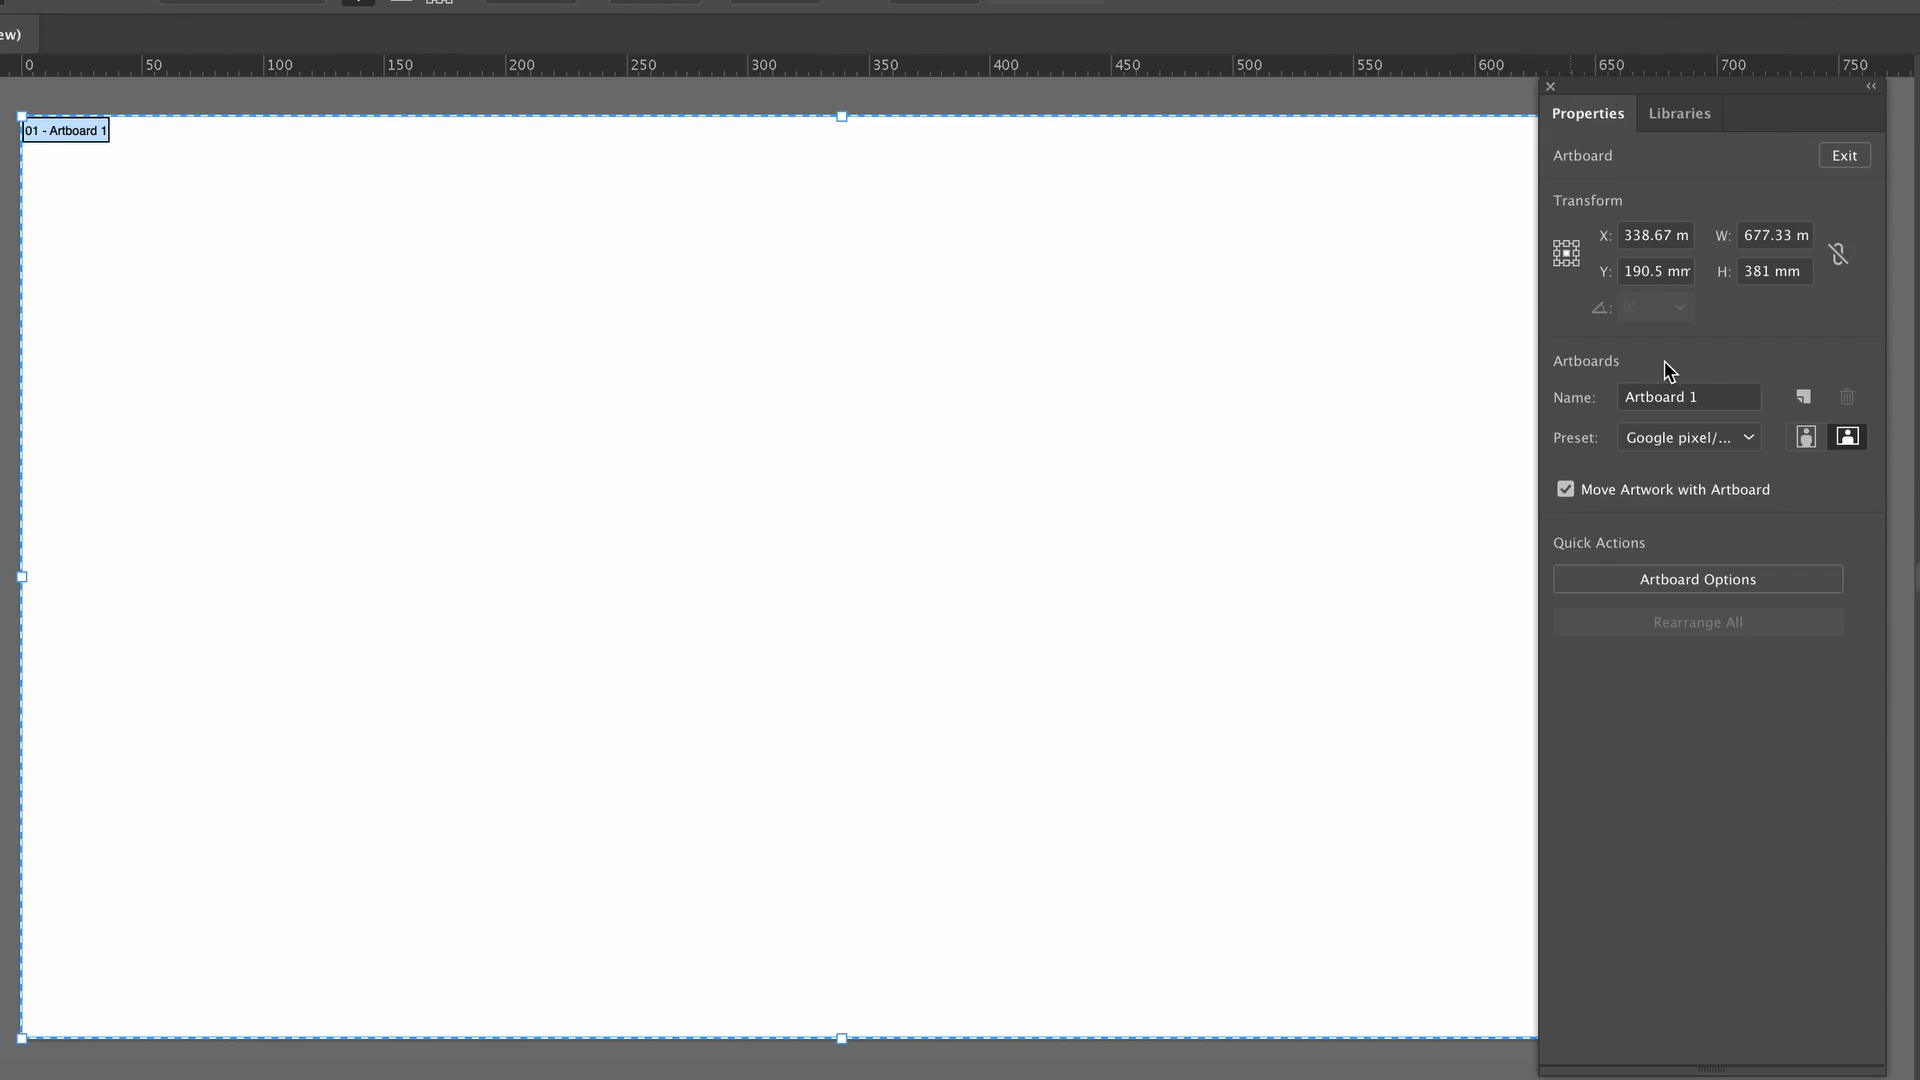 ew)
0 50 100 150 200 250 300 350 400 450 500 550 600 650 700 750
01 - Artboard 1
Properties Libraries
Artboard Exit
Transform
X: 338.67 m W: 677.33 m
Y: 190.5 mm H: 381 mm
0°
Artboards
Name: Artboard 1
Preset: Google pixel/...
Move Artwork with Artboard
Quick Actions
Artboard Options
Rearrange All